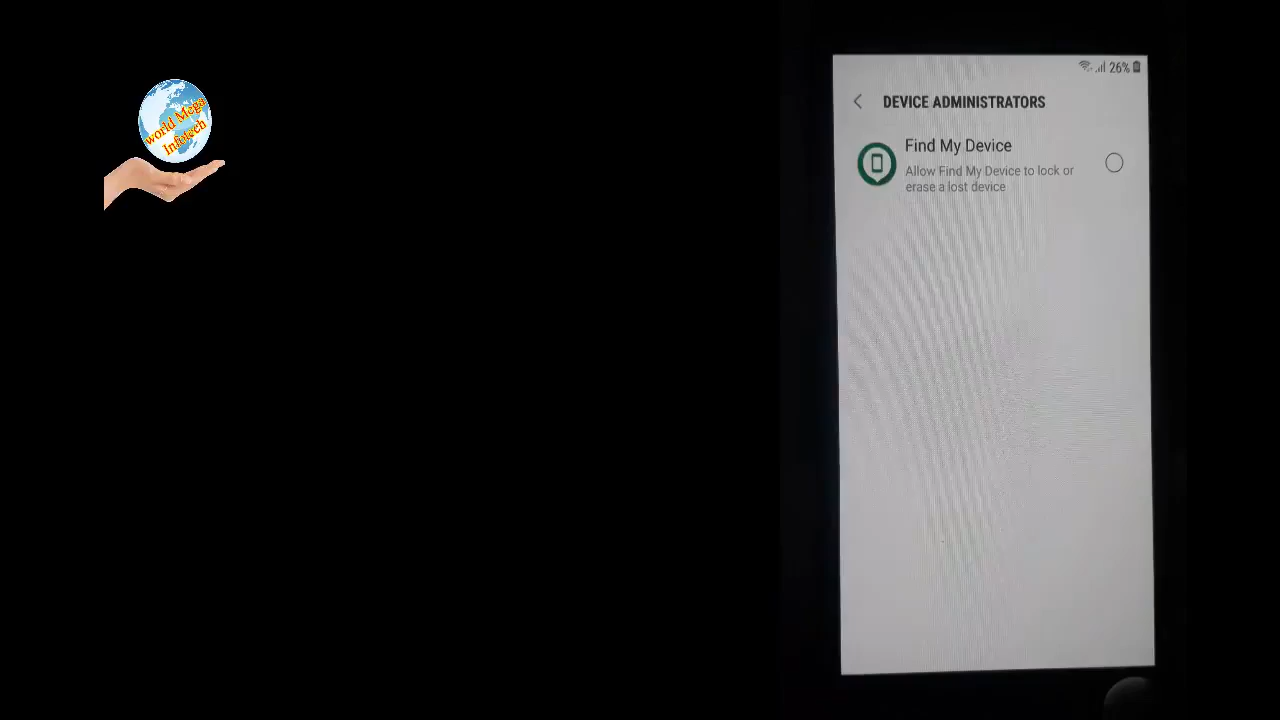 world Mega
Infotech
26%
DEVICE ADMINISTRATORS
Find My Device
Allow Find My Device to lock or
erase a lost device